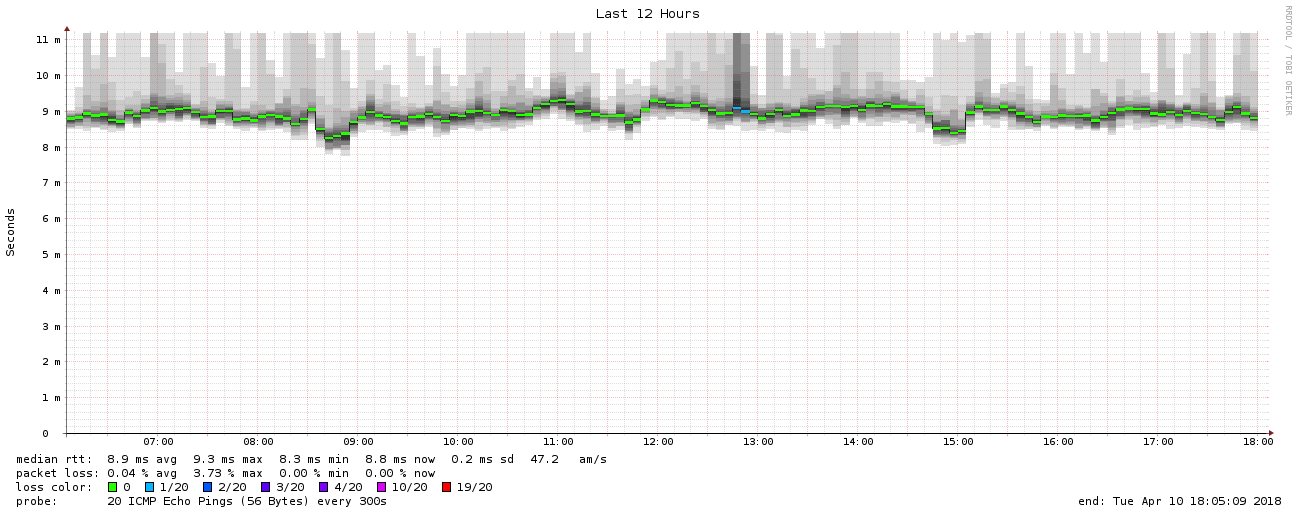 Last 12 Hours
RRDTOOL / TOBI OETIKER
Seconds
11 m
10 m
9 m
8 m
7 m
6 m
5 m
4 m
3 m
2 m
1 m
0
07:00 08:00 09:00 10:00 11:00 12:00 13:00 14:00 15:00 16:00 17:00 18:00
median rtt: 8.9 ms avg 9.3 ms max 8.3 ms min 8.8 ms now 0.2 ms sd 47.2 am/s
packet loss: 0.04 % avg 3.73 % max 0.00 % min 0.00 % now
loss color: 0 1/20 2/20 3/20 4/20 10/20 19/20
probe: 20 ICMP Echo Pings (56 Bytes) every 300s end: Tue Apr 10 18:05:09 2018